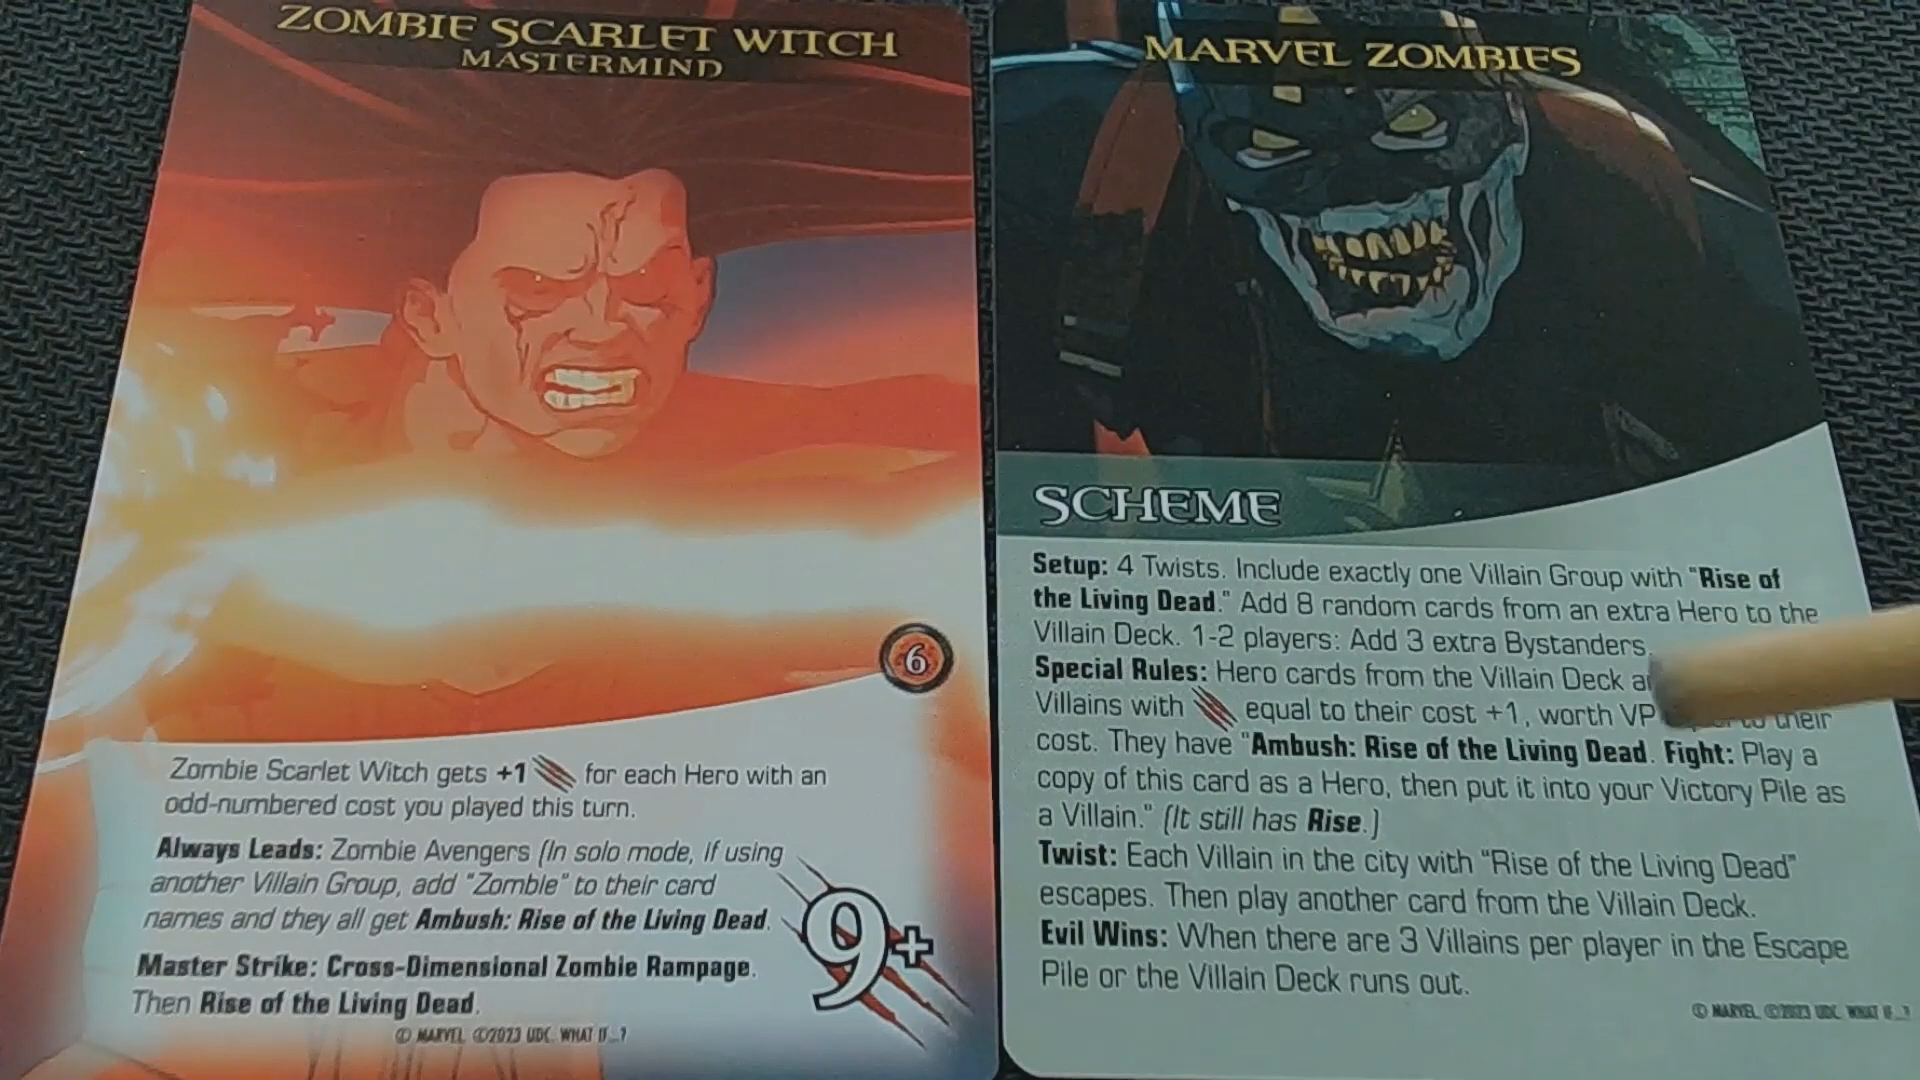 ZOMBIE SCARLET WITCH
MASTERMIND
6
Zombie Scarlet Witch gets +1 for each Hero with an
odd-numbered cost you played this turn.
Always Leads: Zombie Avengers (In solo mode, if using
another Villain Group, add "Zombie" to their card
names and they all get Ambush: Rise of the Living Dead.
9+
Master Strike: Cross-Dimensional Zombie Rampage.
Then Rise of the Living Dead.
© MARVEL ©2023 UDC. WHAT IF...?
MARVEL ZOMBIES
SCHEME
Setup: 4 Twists. Include exactly one Villain Group with "Rise of
the Living Dead." Add 8 random cards from an extra Hero to the
Villain Deck. 1-2 players: Add 3 extra Bystanders.
Special Rules: Hero cards from the Villain Deck
Villains with equal to their cost +1, worth VP to their
cost. They have "Ambush: Rise of the Living Dead. Fight: Play a
copy of this card as a Hero, then put it into your Victory Pile as
a Villain." (It still has Rise.)
Twist: Each Villain in the city with "Rise of the Living Dead"
escapes. Then play another card from the Villain Deck.
Evil Wins: When there are 3 Villains per player in the Escape
Pile or the Villain Deck runs out.
© MARVEL ©2023 UDC. WHAT IF...?